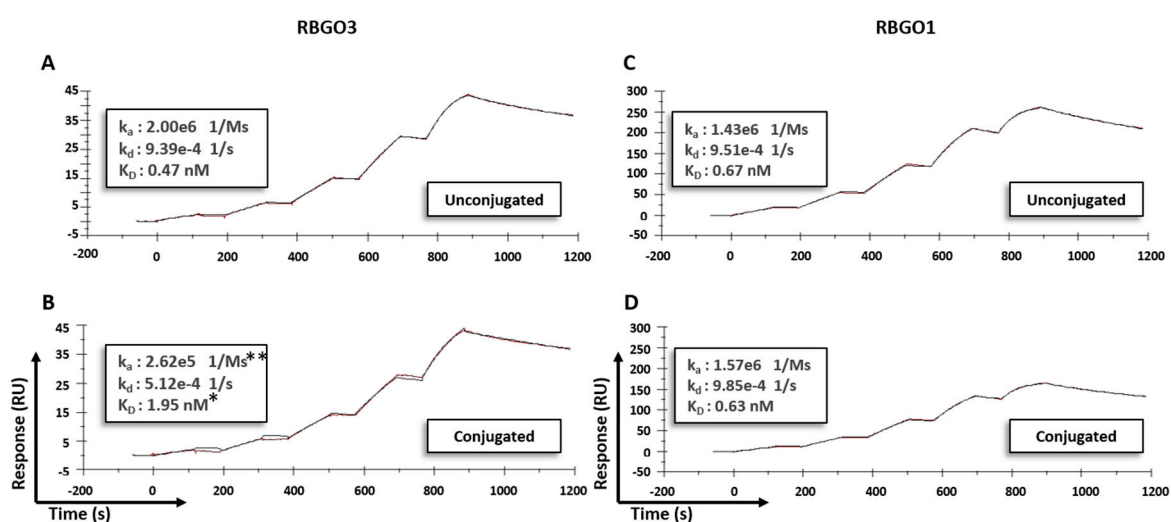 RBGO3
RBGO1
A
45
35
25
15
5
-5
-200 0 200 400 600 800 1000 1200
kₐ : 2.00e6 1/Ms
k_d : 9.39e-4 1/s
K_D : 0.47 nM
Unconjugated
C
300
250
200
150
100
50
0
-50
-200 0 200 400 600 800 1000 1200
kₐ : 1.43e6 1/Ms
k_d : 9.51e-4 1/s
K_D : 0.67 nM
Unconjugated
B
45
35
25
15
5
-5
-200 0 200 400 600 800 1000 1200
kₐ : 2.62e5 1/Ms**
k_d : 5.12e-4 1/s
K_D : 1.95 nM*
Conjugated
Response (RU)
Time (s)
D
300
250
200
150
100
50
0
-50
-200 0 200 400 600 800 1000 1200
kₐ : 1.57e6 1/Ms
k_d : 9.85e-4 1/s
K_D : 0.63 nM
Conjugated
Response (RU)
Time (s)